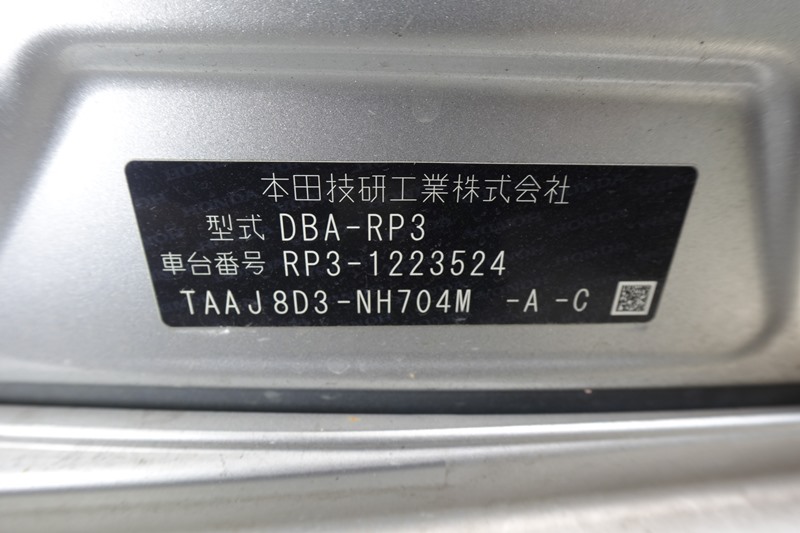 本田技研工業株式会社
型式 DBA-RP3
車台番号 RP3-1223524
TAAJ8D3-NH704M -A -C